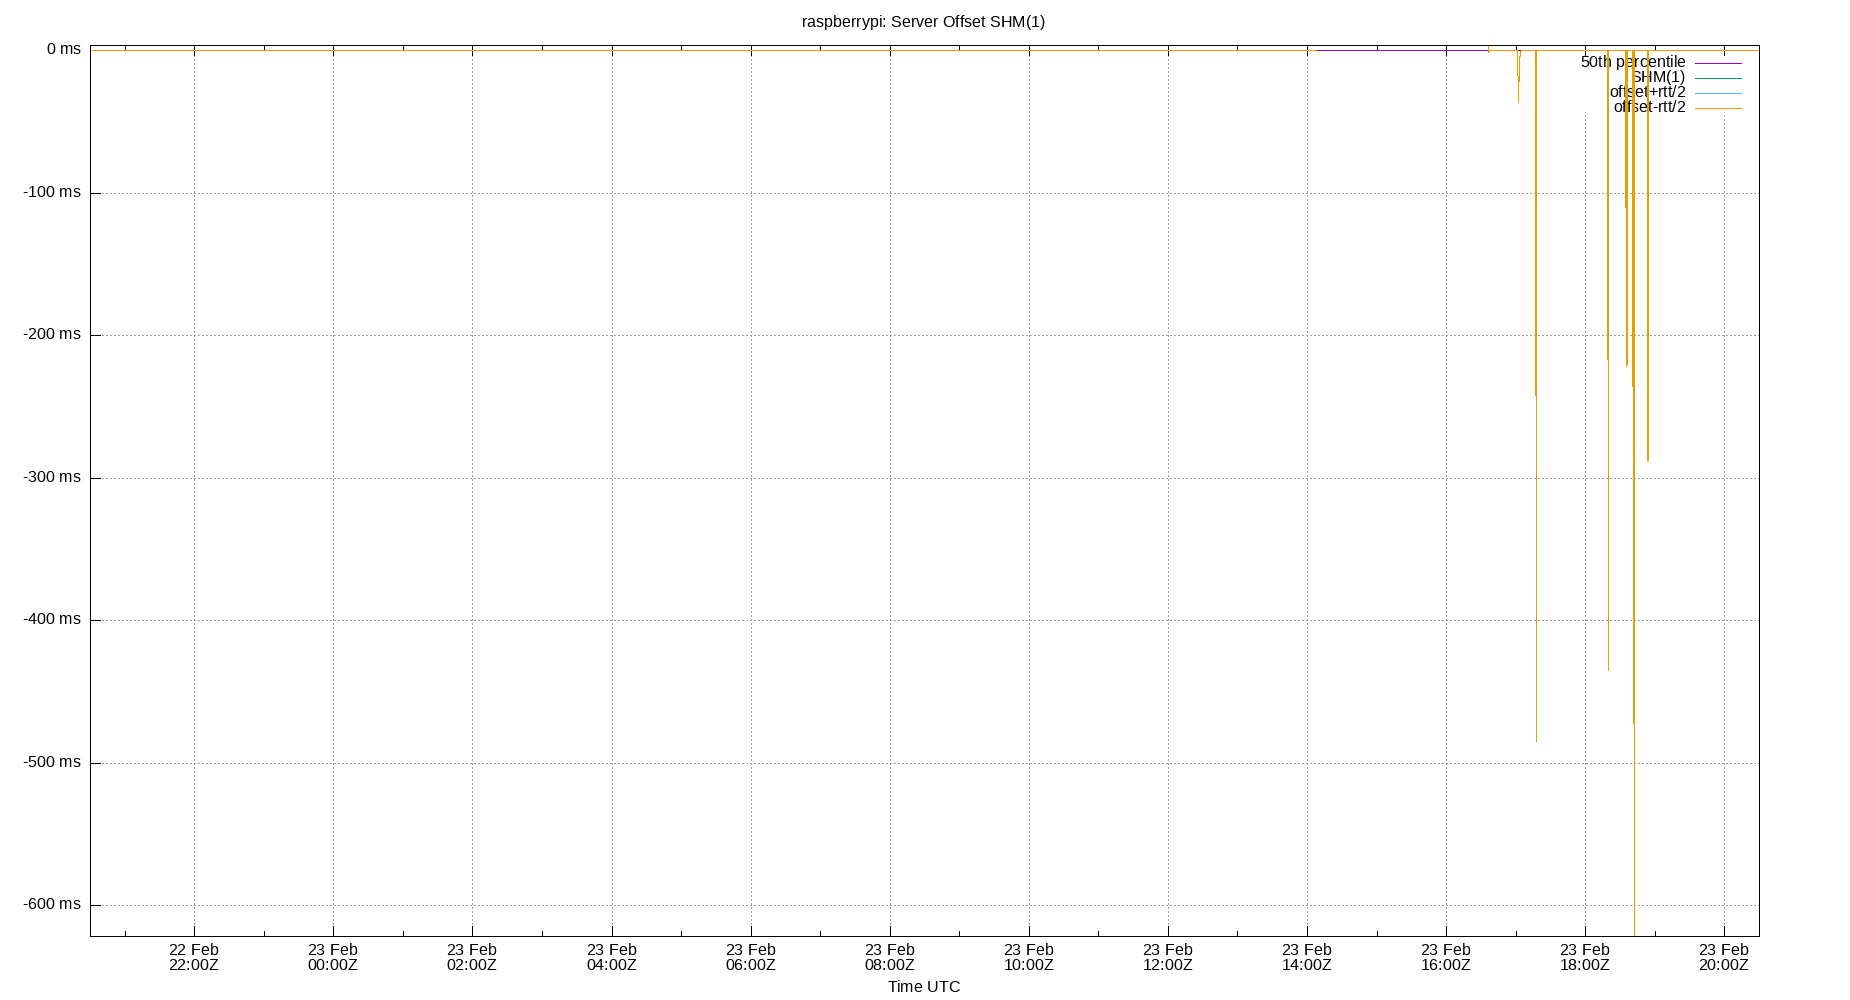 raspberrypi: Server Offset SHM(1)
0 ms
50th percentile
SHM(1)
offset+rtt/2
offset-rtt/2
-100 ms
-200 ms
-300 ms
-400 ms
-500 ms
-600 ms
22 Feb 23 Feb 23 Feb 23 Feb 23 Feb 23 Feb 23 Feb 23 Feb 23 Feb 23 Feb 23 Feb 23 Feb
22:00Z 00:00Z 02:00Z 04:00Z 06:00Z 08:00Z 10:00Z 12:00Z 14:00Z 16:00Z 18:00Z 20:00Z
Time UTC